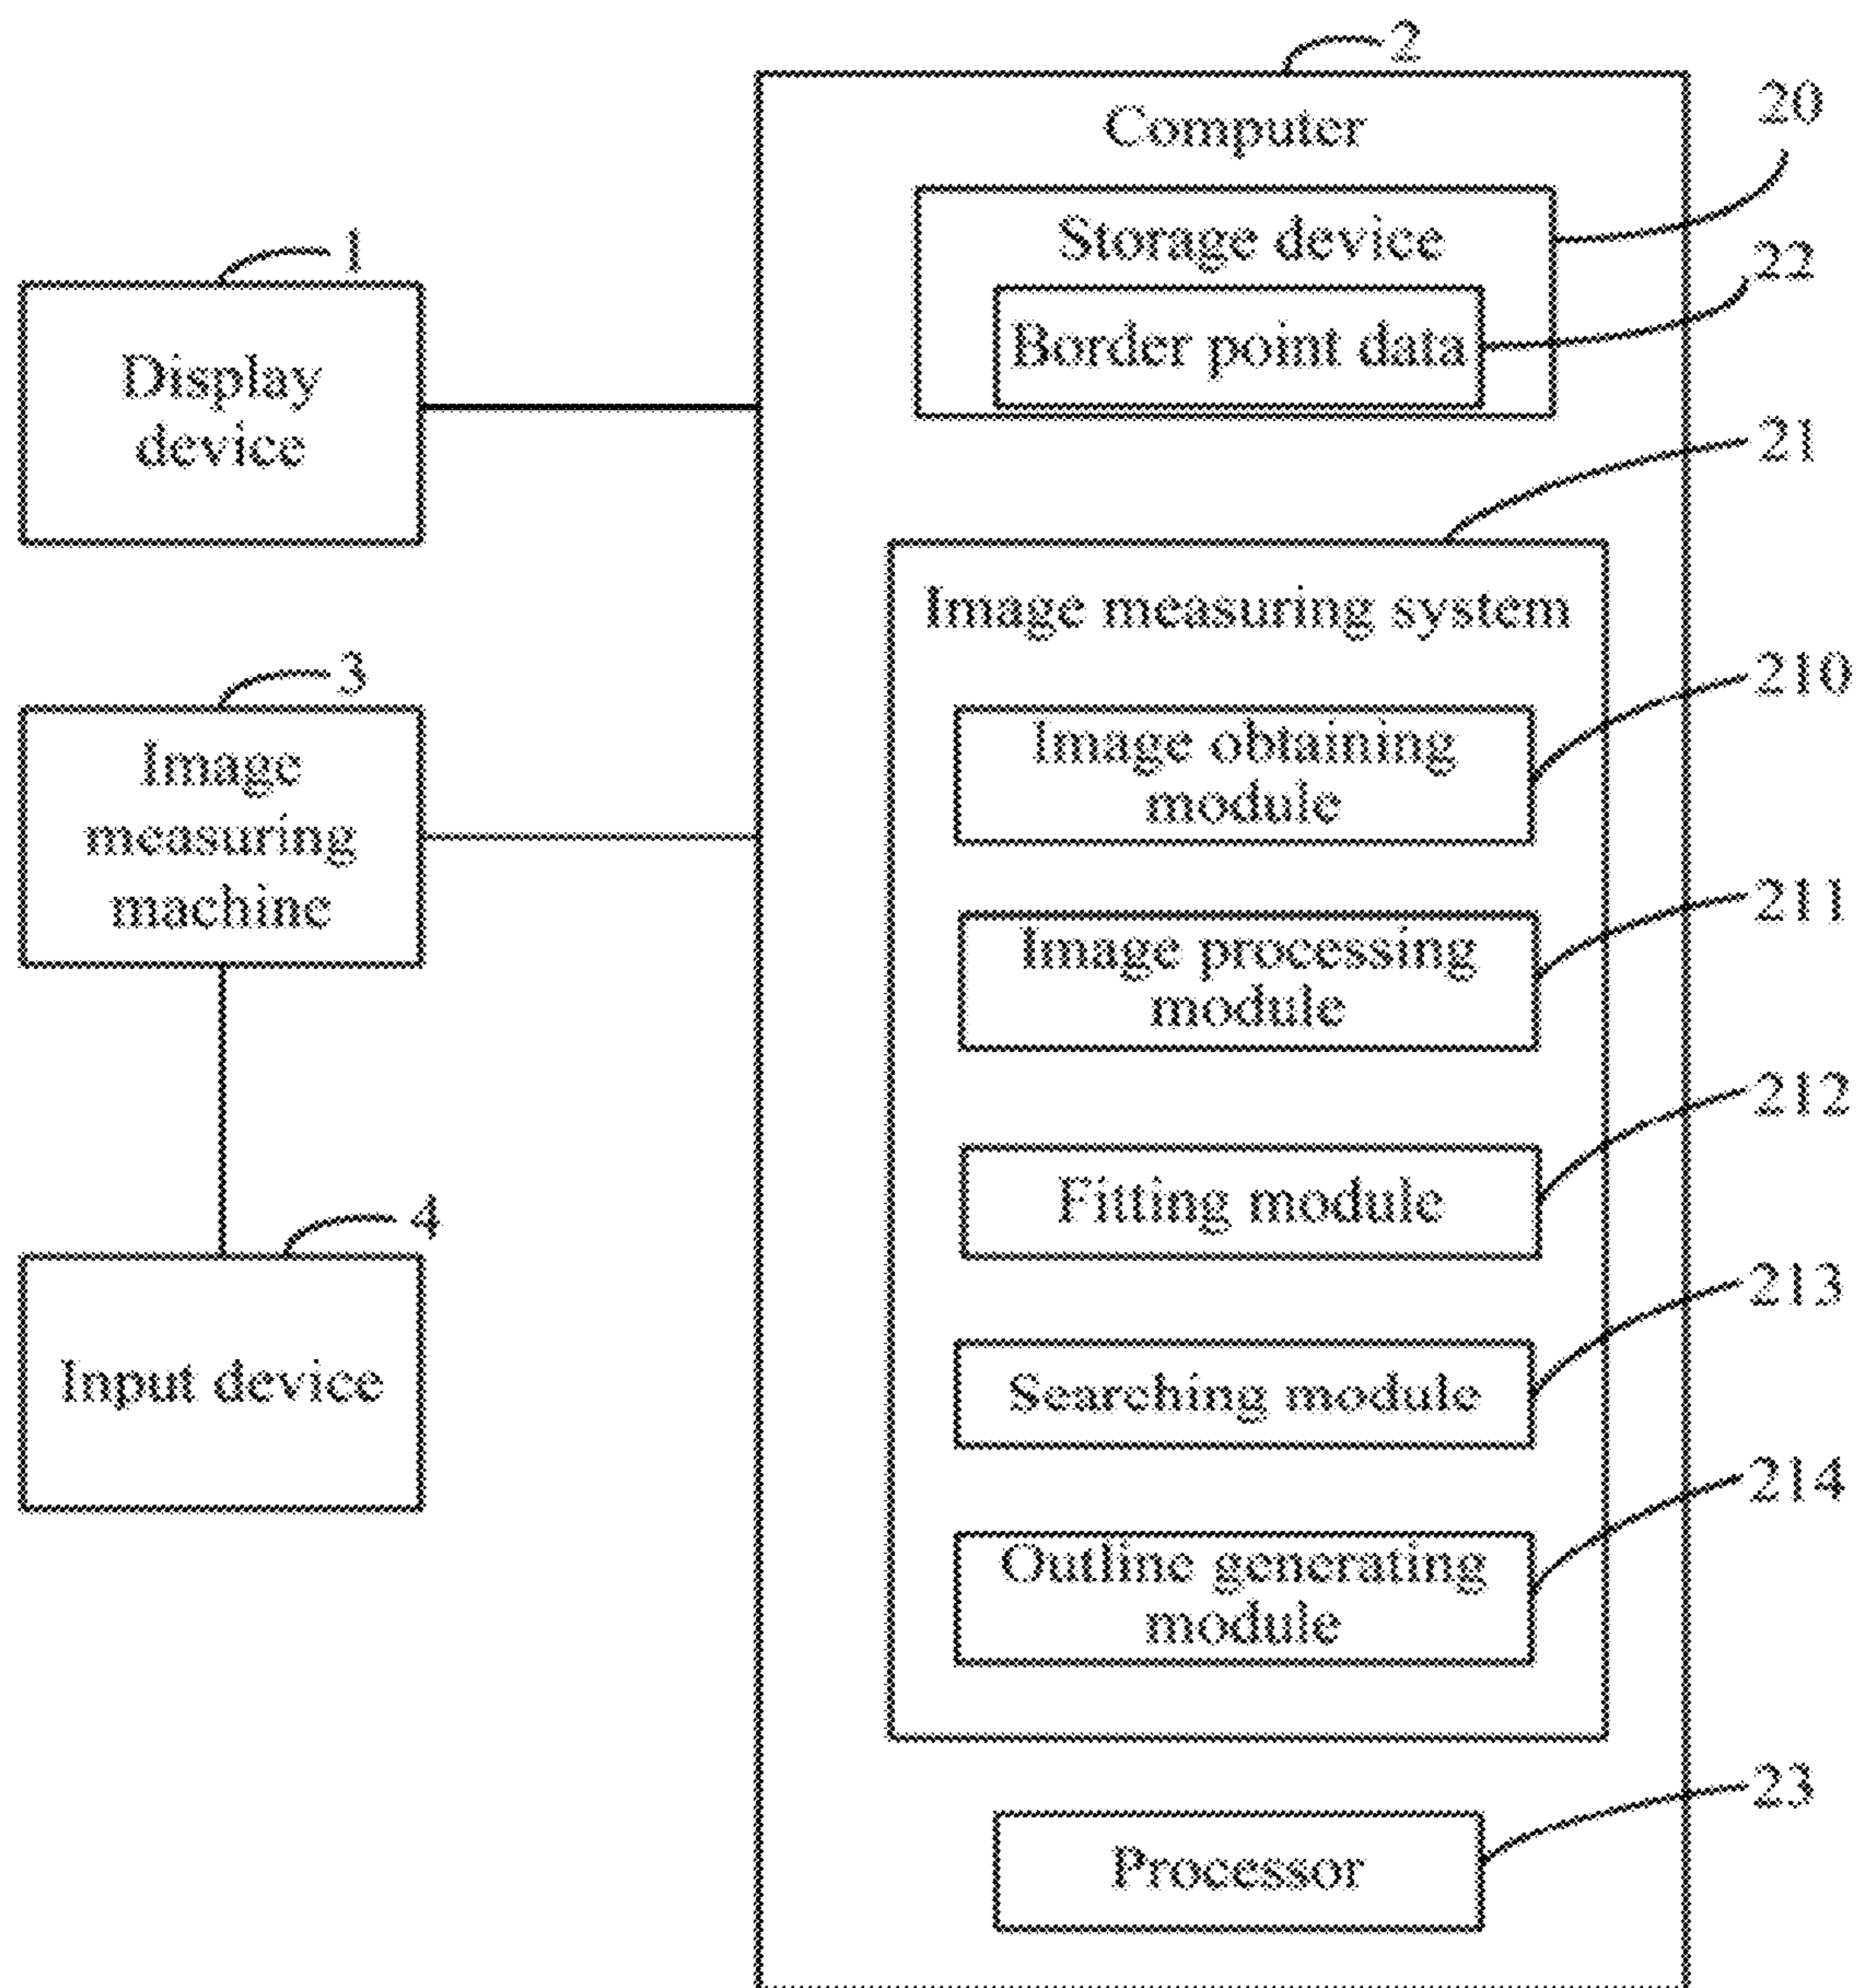 2
Computer
20
Storage device
22
Border point data
1
Display
device
21
Image measuring system
3
Image
measuring
machine
210
Image obtaining
module
211
Image processing
module
212
Fitting module
4
Input device
213
Searching module
214
Outline generating
module
23
Processor